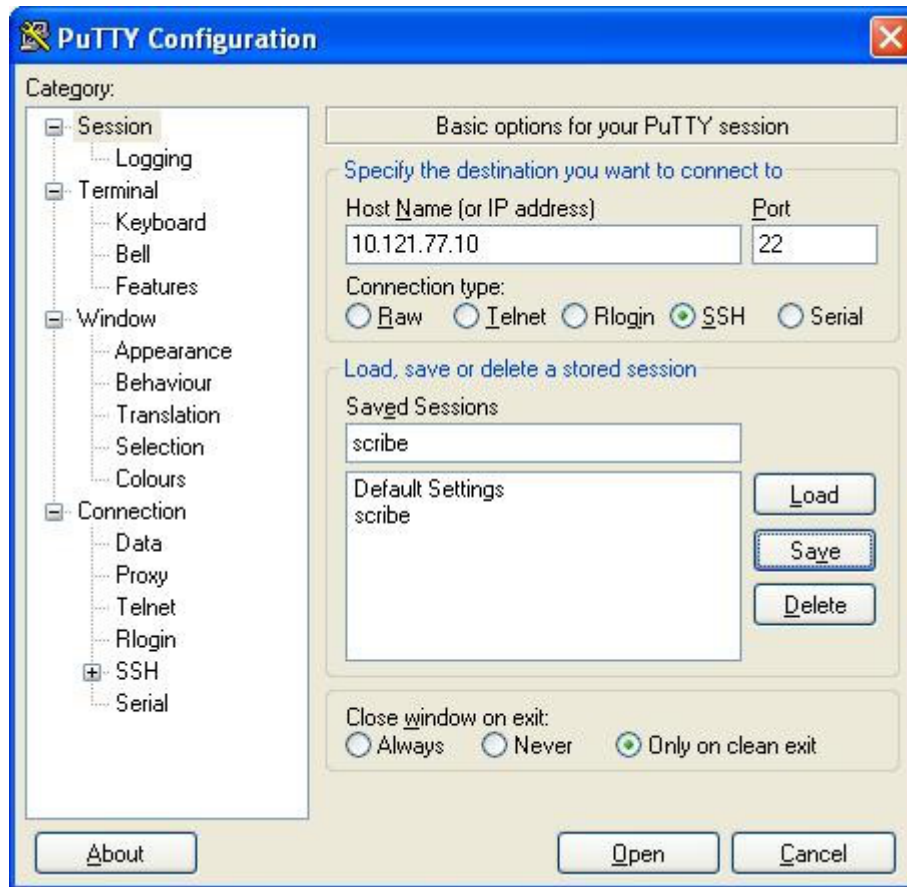 PuTTY Configuration
Category:
Session
Logging
Terminal
Keyboard
Bell
Features
Window
Appearance
Behaviour
Translation
Selection
Colours
Connection
Data
Proxy
Telnet
Rlogin
SSH
Serial
Basic options for your PuTTY session
Specify the destination you want to connect to
Host Name (or IP address) Port
10.121.77.10 22
Connection type:
Raw Telnet Rlogin SSH Serial
Load, save or delete a stored session
Saved Sessions
scribe
Default Settings
scribe
Load
Save
Delete
Close window on exit:
Always Never Only on clean exit
About Open Cancel